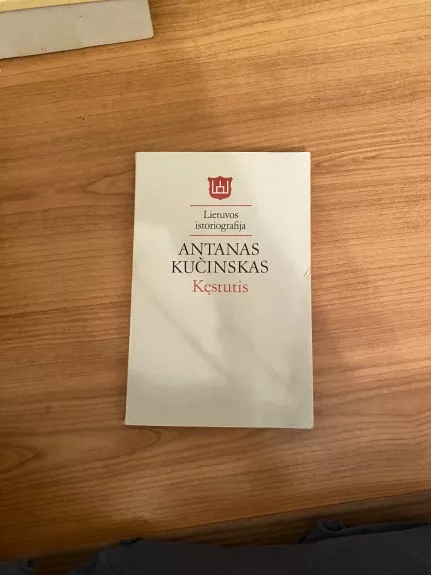 Lietuvos
istoriografija
ANTANAS
KUČINSKAS
Kęstutis